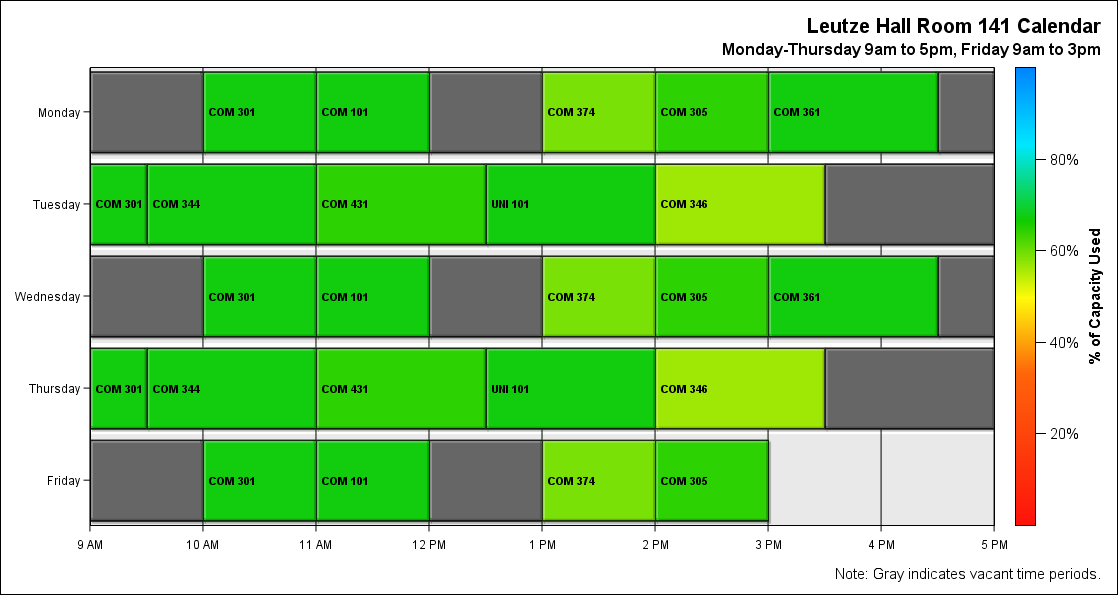 Leutze Hall Room 141 Calendar
Monday-Thursday 9am to 5pm, Friday 9am to 3pm
Monday COM 301 COM 101 COM 374 COM 305 COM 361
Tuesday COM 301 COM 344 COM 431 UNI 101 COM 346
Wednesday COM 301 COM 101 COM 374 COM 305 COM 361
Thursday COM 301 COM 344 COM 431 UNI 101 COM 346
Friday COM 301 COM 101 COM 374 COM 305
9 AM 10 AM 11 AM 12 PM 1 PM 2 PM 3 PM 4 PM 5 PM
80%
60%
40%
20%
% of Capacity Used
Note: Gray indicates vacant time periods.